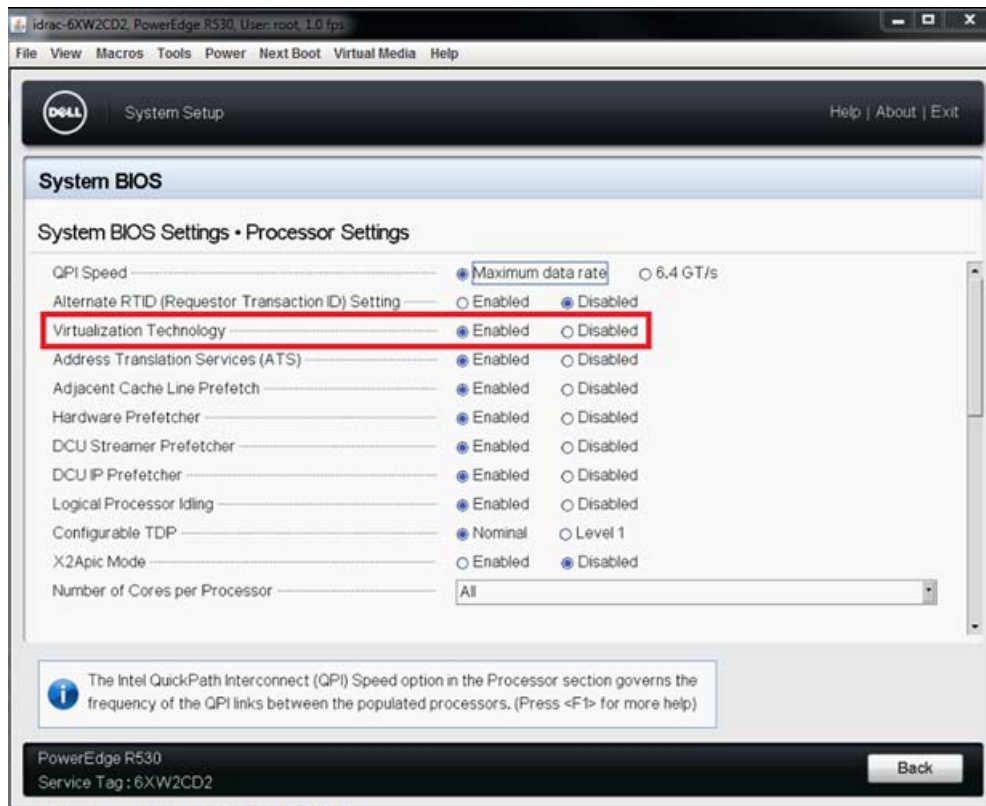 idrac-6XW2CD2, PowerEdge R530, User: root, 1.0 fps
File View Macros Tools Power Next Boot Virtual Media Help
DELL System Setup Help | About | Exit
System BIOS
System BIOS Settings • Processor Settings
QPI Speed Maximum data rate 6.4 GT/s
Alternate RTID (Requestor Transaction ID) Setting Enabled Disabled
Virtualization Technology Enabled Disabled
Address Translation Services (ATS) Enabled Disabled
Adjacent Cache Line Prefetch Enabled Disabled
Hardware Prefetcher Enabled Disabled
DCU Streamer Prefetcher Enabled Disabled
DCU IP Prefetcher Enabled Disabled
Logical Processor Idling Enabled Disabled
Configurable TDP Nominal Level 1
X2Apic Mode Enabled Disabled
Number of Cores per Processor All
The Intel QuickPath Interconnect (QPI) Speed option in the Processor section governs the
frequency of the QPI links between the populated processors. (Press <F1> for more help)
PowerEdge R530
Service Tag : 6XW2CD2 Back